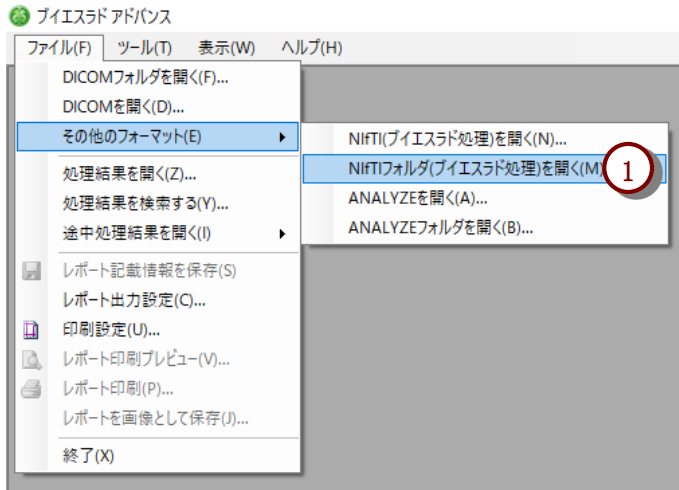 ブイエスラド アドバンス
ファイル(F) ツール(T) 表示(W) ヘルプ(H)
DICOMフォルダを開く(F)...
DICOMを開く(D)...
その他のフォーマット(E)
NIfTI(ブイエスラド処理)を開く(N)...
NIfTIフォルダ(ブイエスラド処理)を開く(M)
1
ANALYZEを開く(A)...
ANALYZEフォルダを開く(B)...
処理結果を開く(Z)...
処理結果を検索する(Y)...
途中処理結果を開く(I)
レポート記載情報を保存(S)
レポート出力設定(C)...
印刷設定(U)...
レポート印刷プレビュー(V)...
レポート印刷(P)...
レポートを画像として保存(J)...
終了(X)